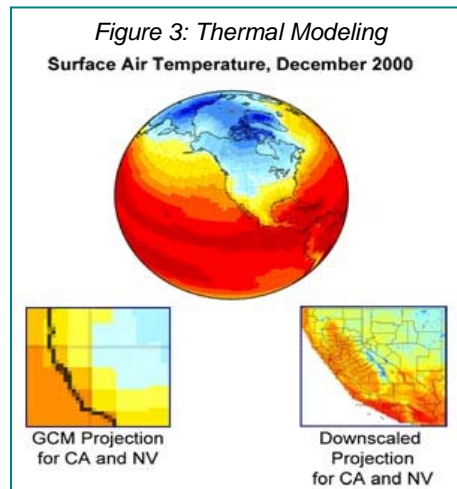 Figure 3: Thermal Modeling
Surface Air Temperature, December 2000
GCM Projection
for CA and NV
Downscaled
Projection
for CA and NV